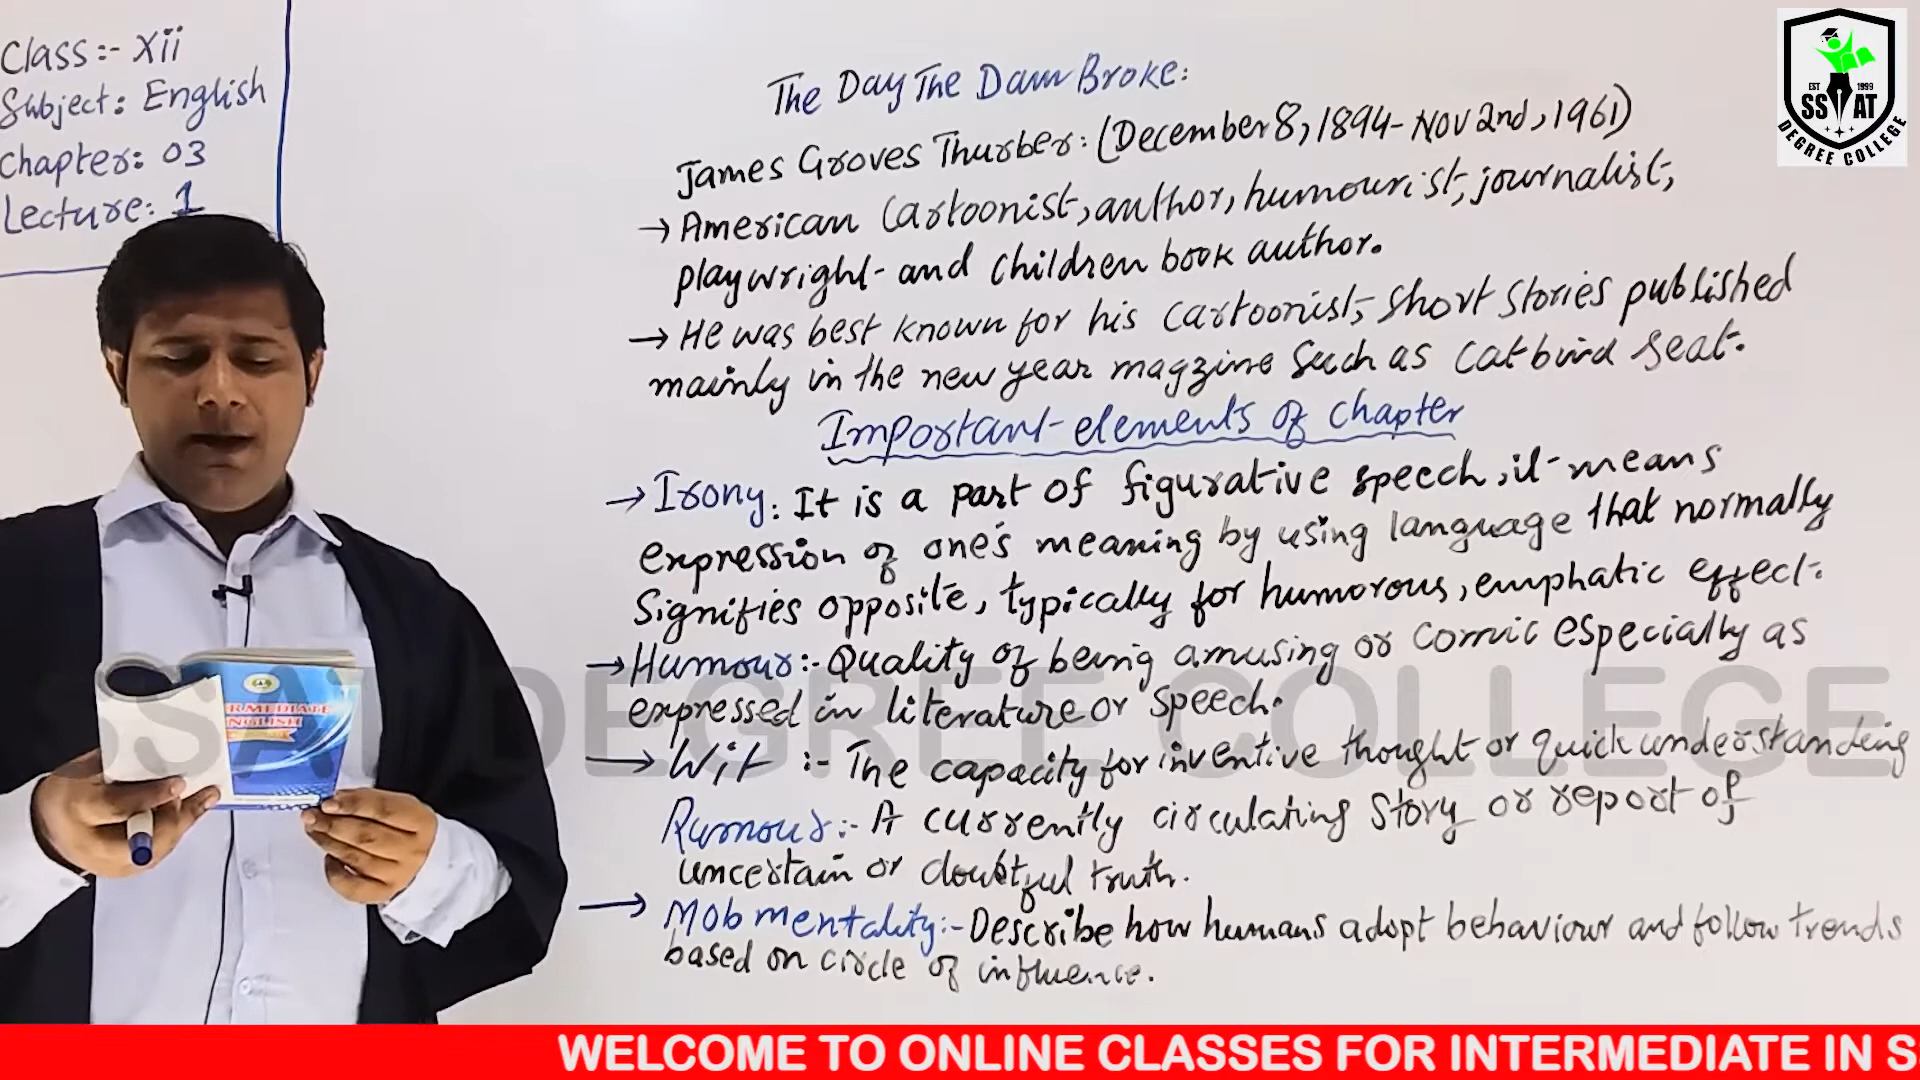 Class:- Xii
Subject: English
Chapter: 03
Lecture: 1
The Day The Dam Broke:
James Groves Thurber: (December 8, 1894 - Nov 2nd, 1961)
→ American Cartoonist, author, humourist, journalist,
playwright and children book author.
→ He was best known for his cartoonist, short stories published
mainly in the new year magzine such as Catbird Seat.
Important elements of chapter
→ Irony: It is a part of figurative speech, it means
expression of one's meaning by using language that normally
Signifies opposite, typically for humorous, emphatic effect.
→ Humour:- Quality of being amusing or comic especially as
expressed in literature or speech.
→ Wit :- The capacity for inventive thought or quick understanding
Rumour:- A currently circulating story or report of
uncertain or doubtful truth.
→ Mob mentality:- Describe how humans adopt behaviour and follow trends
based on circle of influence.
EST 1999
SSAT
DEGREE COLLEGE
SSAT DEGREE COLLEGE
ENGLISH
WELCOME TO ONLINE CLASSES FOR INTERMEDIATE IN S